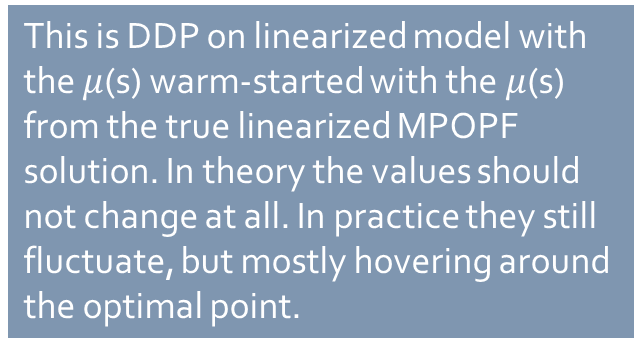 This is DDP on linearized model with
the 𝜇(s) warm-started with the 𝜇(s)
from the true linearized MPOPF
solution. In theory the values should
not change at all. In practice they still
fluctuate, but mostly hovering around
the optimal point.